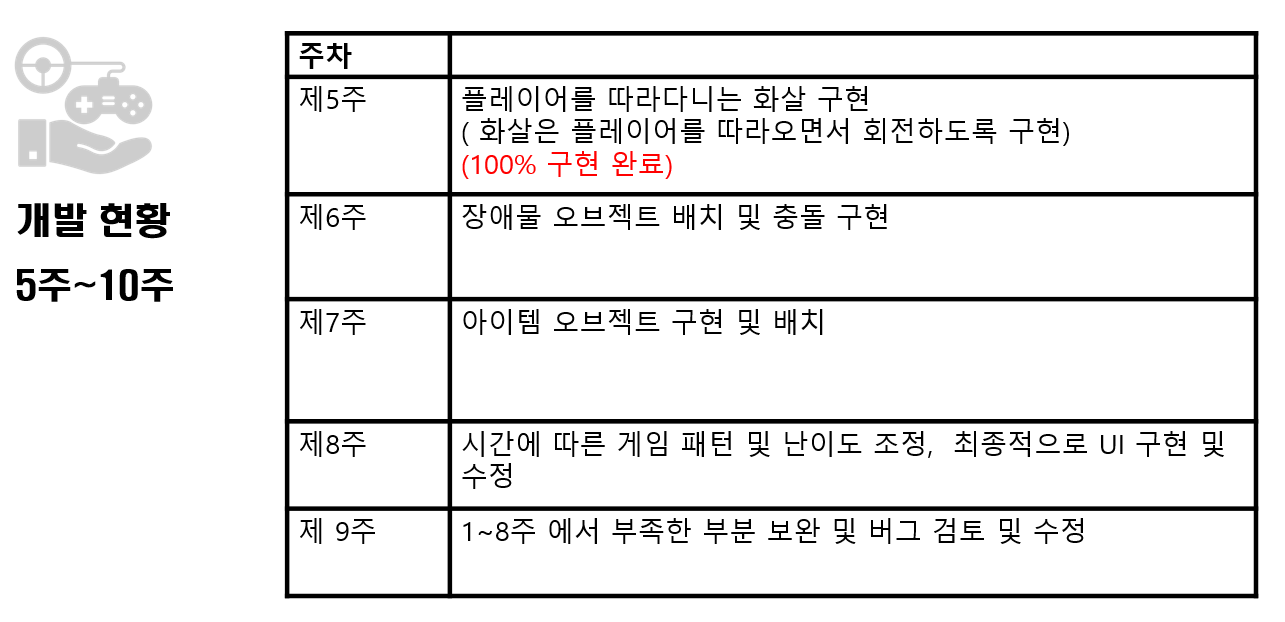 개발 현황
5주~10주
주차
제5주
플레이어를 따라다니는 화살 구현
( 화살은 플레이어를 따라오면서 회전하도록 구현)
(100% 구현 완료)
제6주
장애물 오브젝트 배치 및 충돌 구현
제7주
아이템 오브젝트 구현 및 배치
제8주
시간에 따른 게임 패턴 및 난이도 조정, 최종적으로 UI 구현 및
수정
제 9주
1~8주 에서 부족한 부분 보완 및 버그 검토 및 수정